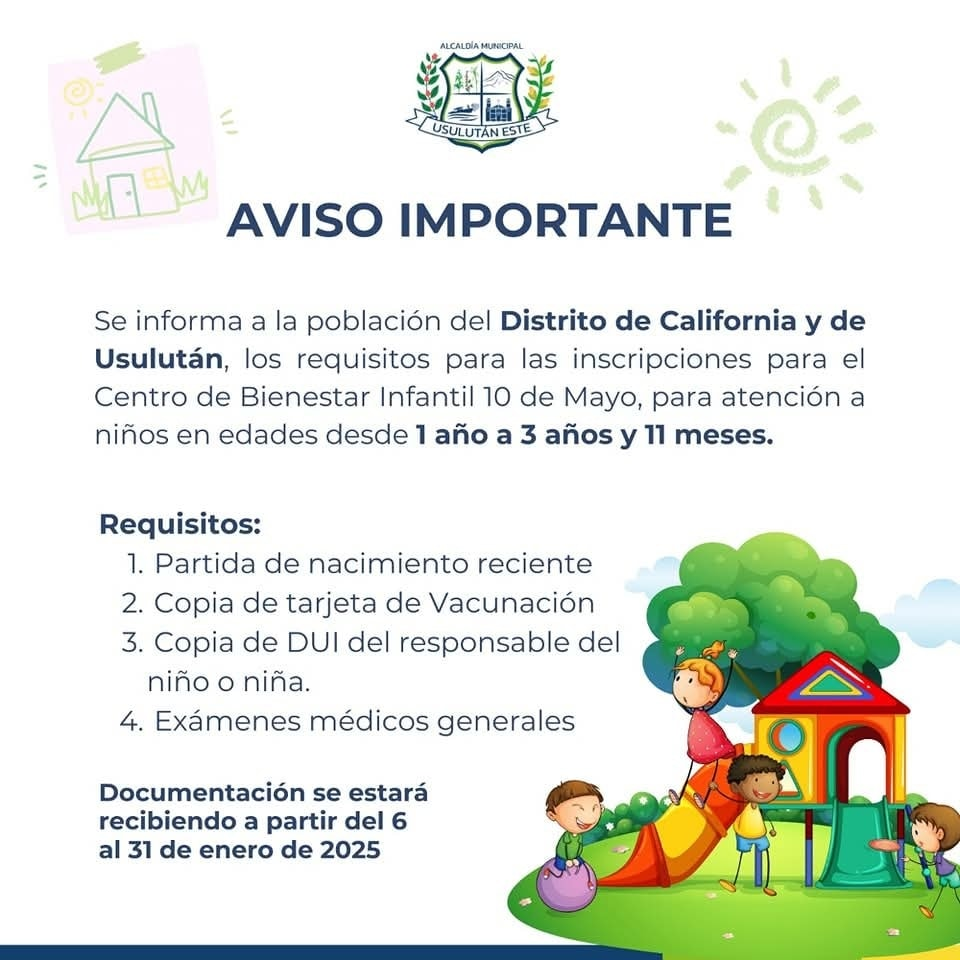 ALCALDÍA MUNICIPAL
USULUTÁN ESTE
AVISO IMPORTANTE
Se informa a la población del Distrito de California y de
Usulután, los requisitos para las inscripciones para el
Centro de Bienestar Infantil 10 de Mayo, para atención a
niños en edades desde 1 año a 3 años y 11 meses.
Requisitos:
1. Partida de nacimiento reciente
2. Copia de tarjeta de Vacunación
3. Copia de DUI del responsable del
niño o niña.
4. Exámenes médicos generales
Documentación se estará
recibiendo a partir del 6
al 31 de enero de 2025